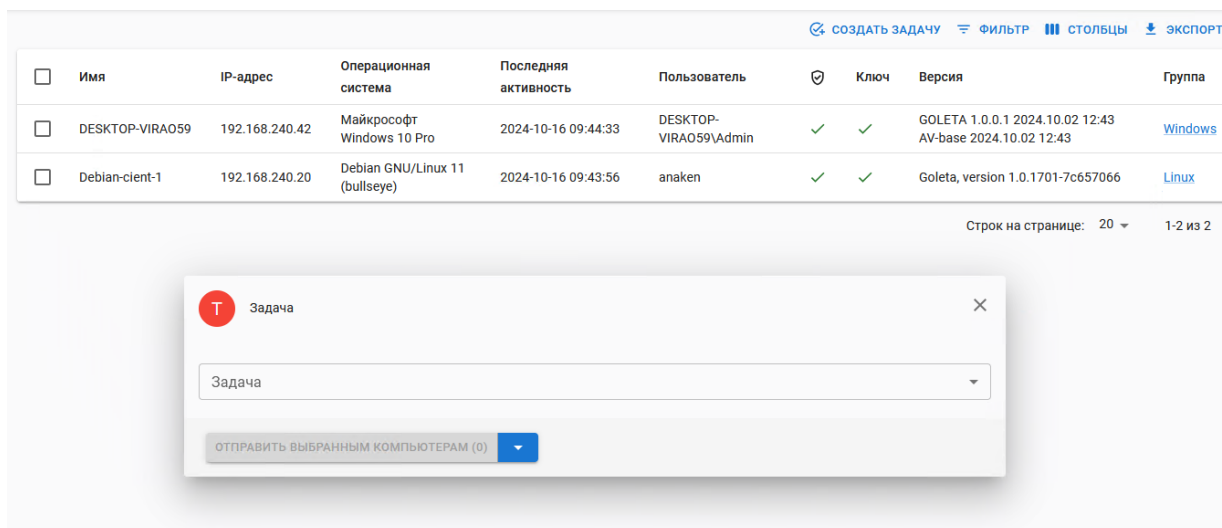 СОЗДАТЬ ЗАДАЧУ ФИЛЬТР СТОЛБЦЫ ЭКСПОРТ
Имя IP-адрес Операционная система Последняя активность Пользователь Ключ Версия Группа
DESKTOP-VIRAO59 192.168.240.42 Майкрософт Windows 10 Pro 2024-10-16 09:44:33 DESKTOP-VIRAO59\Admin GOLETA 1.0.0.1 2024.10.02 12:43 AV-base 2024.10.02 12:43 Windows
Debian-cient-1 192.168.240.20 Debian GNU/Linux 11 (bullseye) 2024-10-16 09:43:56 anaken Goleta, version 1.0.1701-7c657066 Linux
Строк на странице: 20 1-2 из 2
T Задача
Задача
ОТПРАВИТЬ ВЫБРАННЫМ КОМПЬЮТЕРАМ (0)